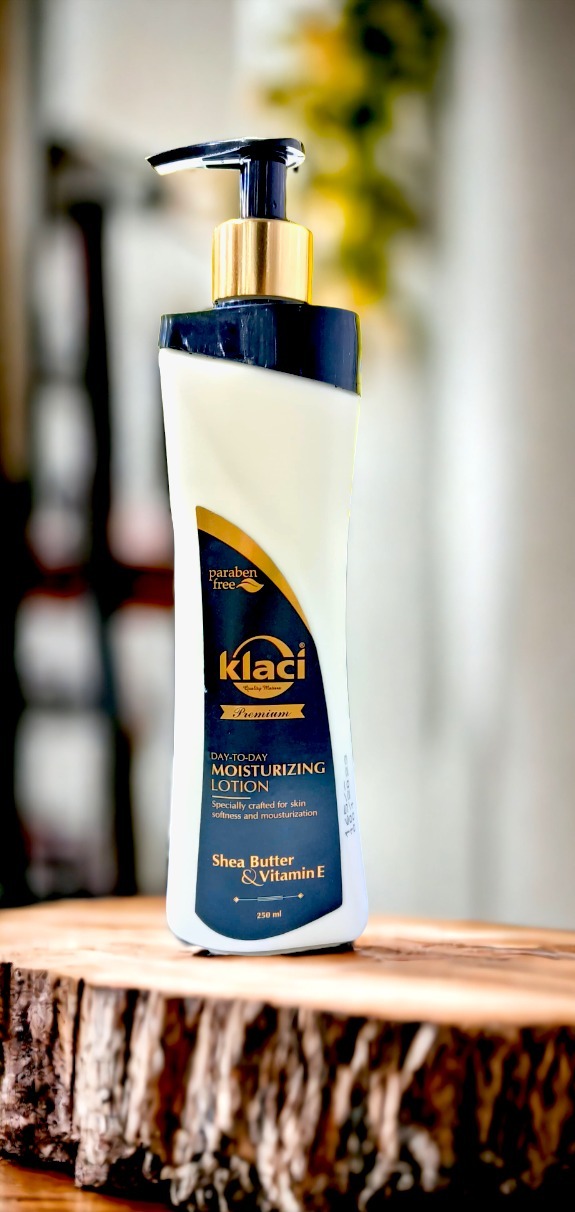 paraben
free
klaci®
Quality Matters
Premium
DAY-TO-DAY
MOISTURIZING
LOTION
Specially crafted for skin
softness and mousturization
Shea Butter
& Vitamin E
250 ml